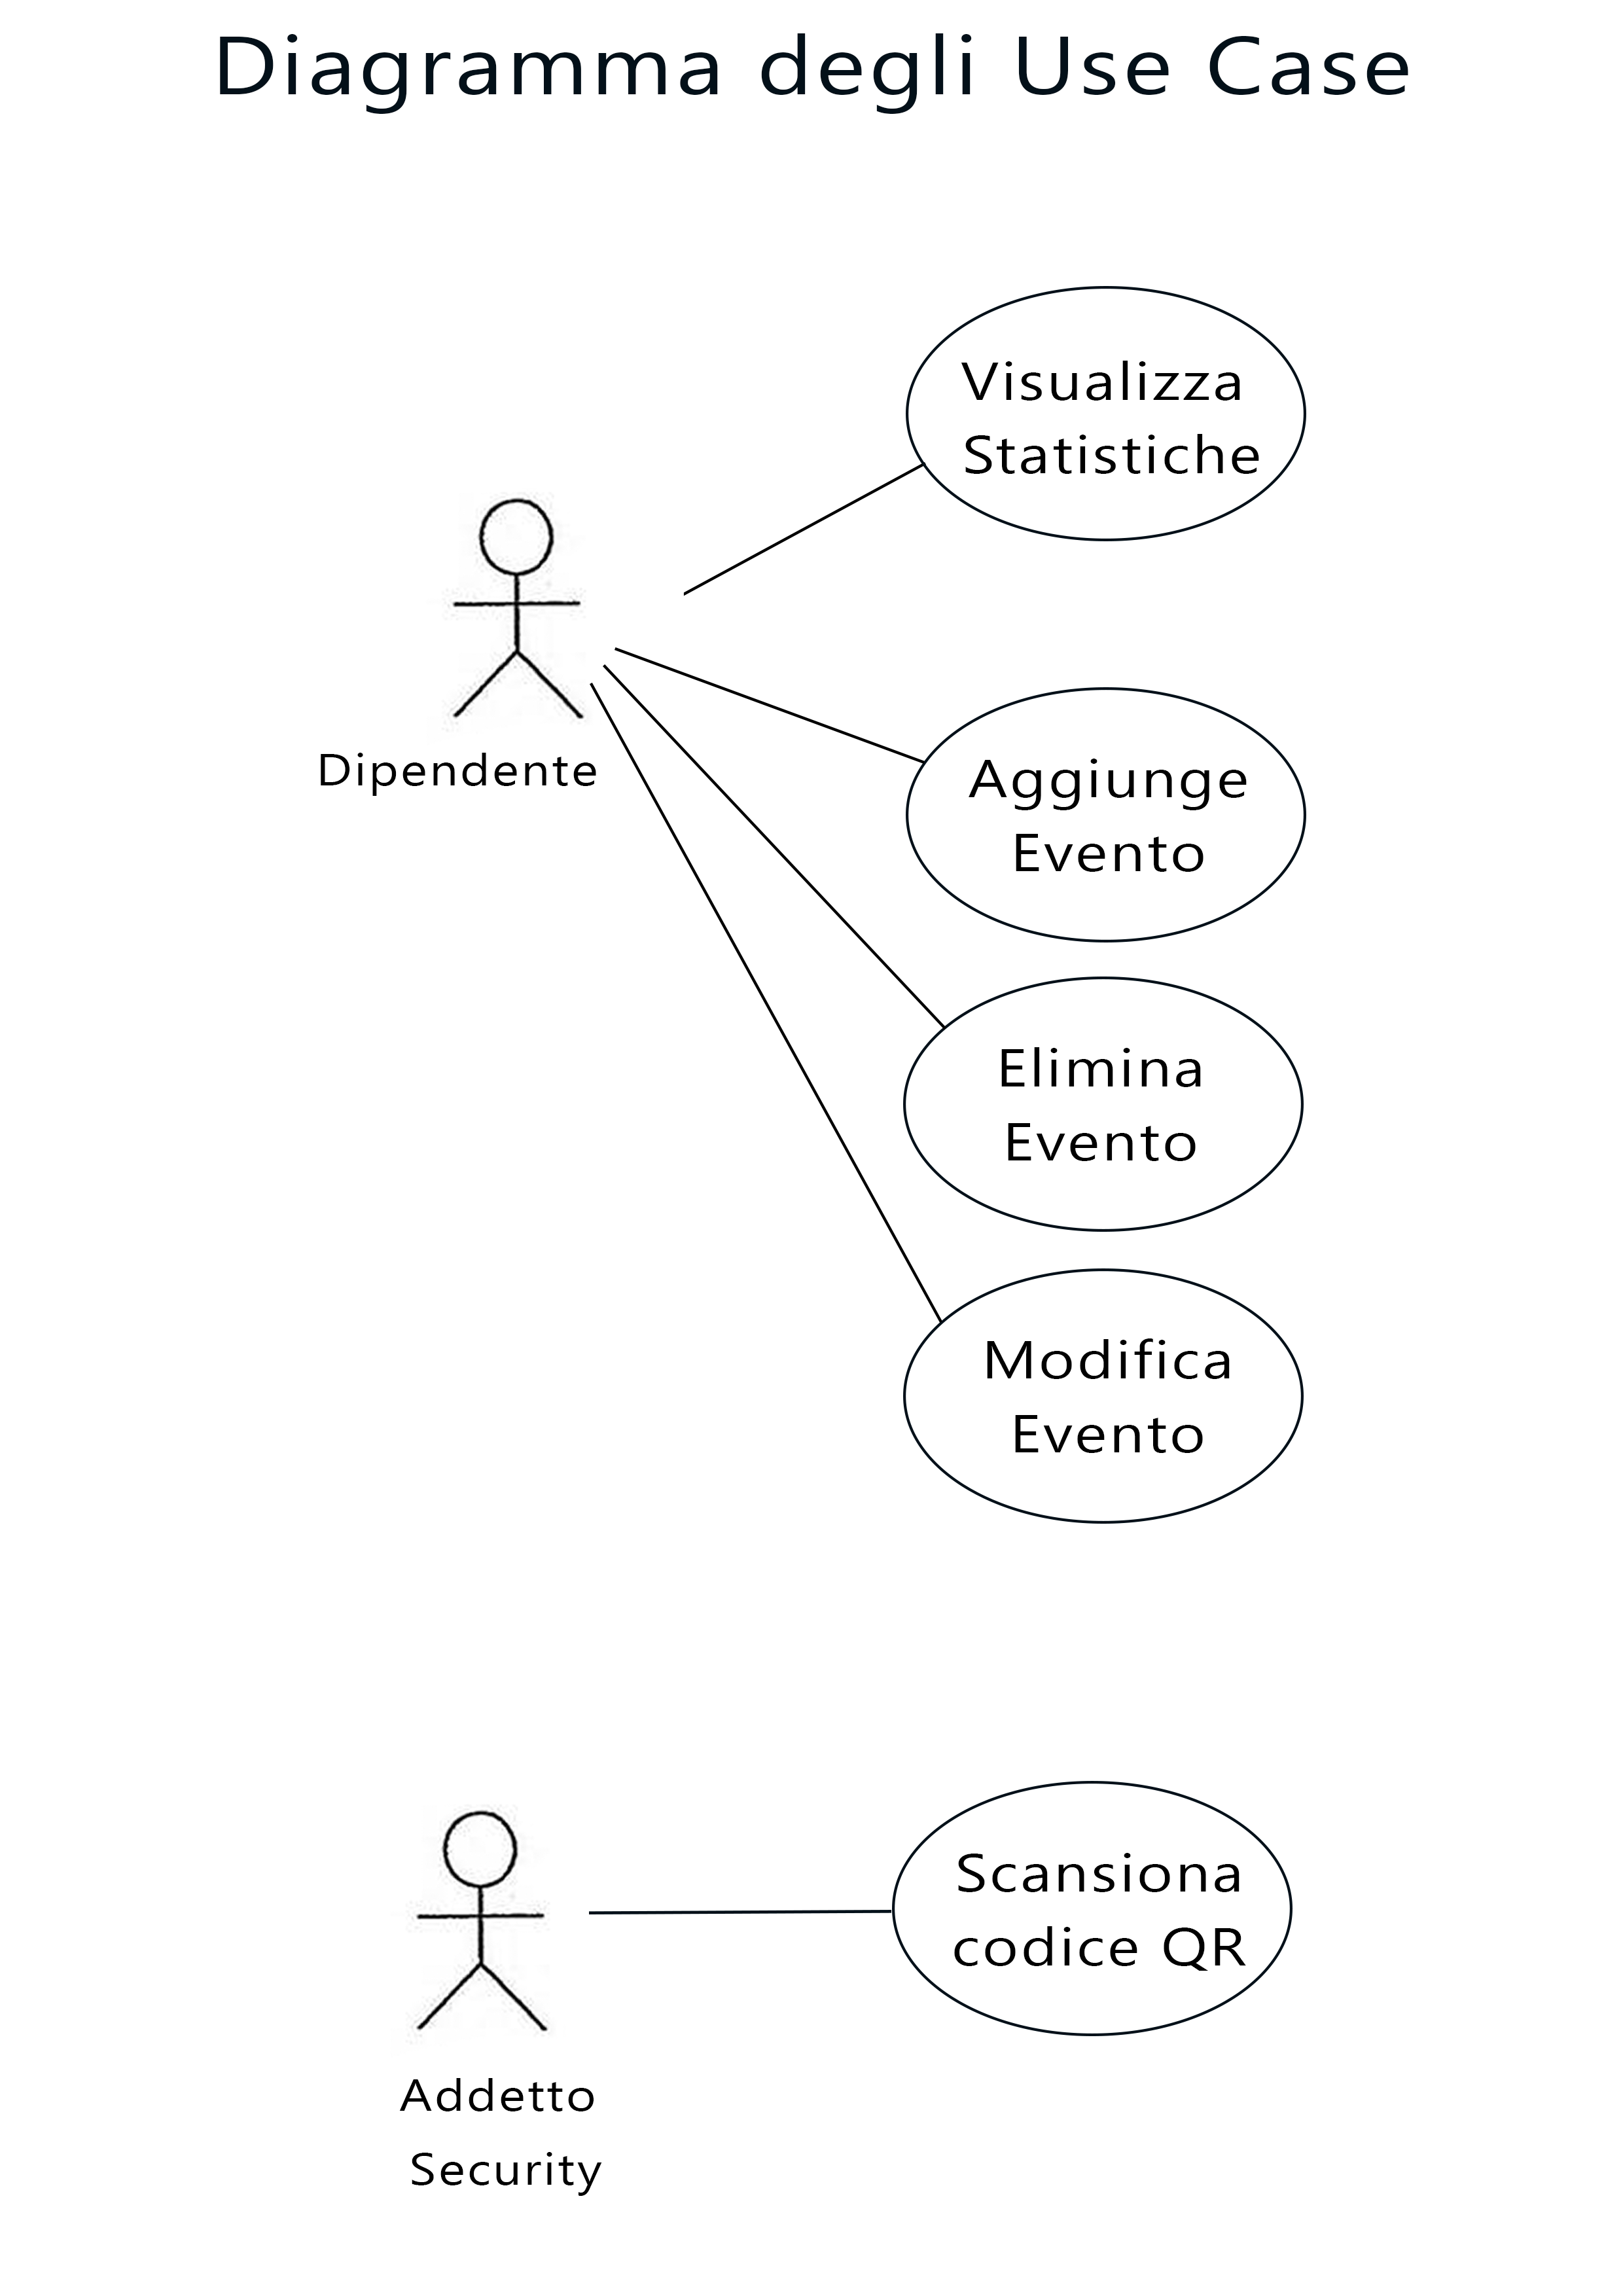 Diagramma degli Use Case
Visualizza
Statistiche
Dipendente
Aggiunge
Evento
Elimina
Evento
Modifica
Evento
Scansiona
codice QR
Addetto
Security